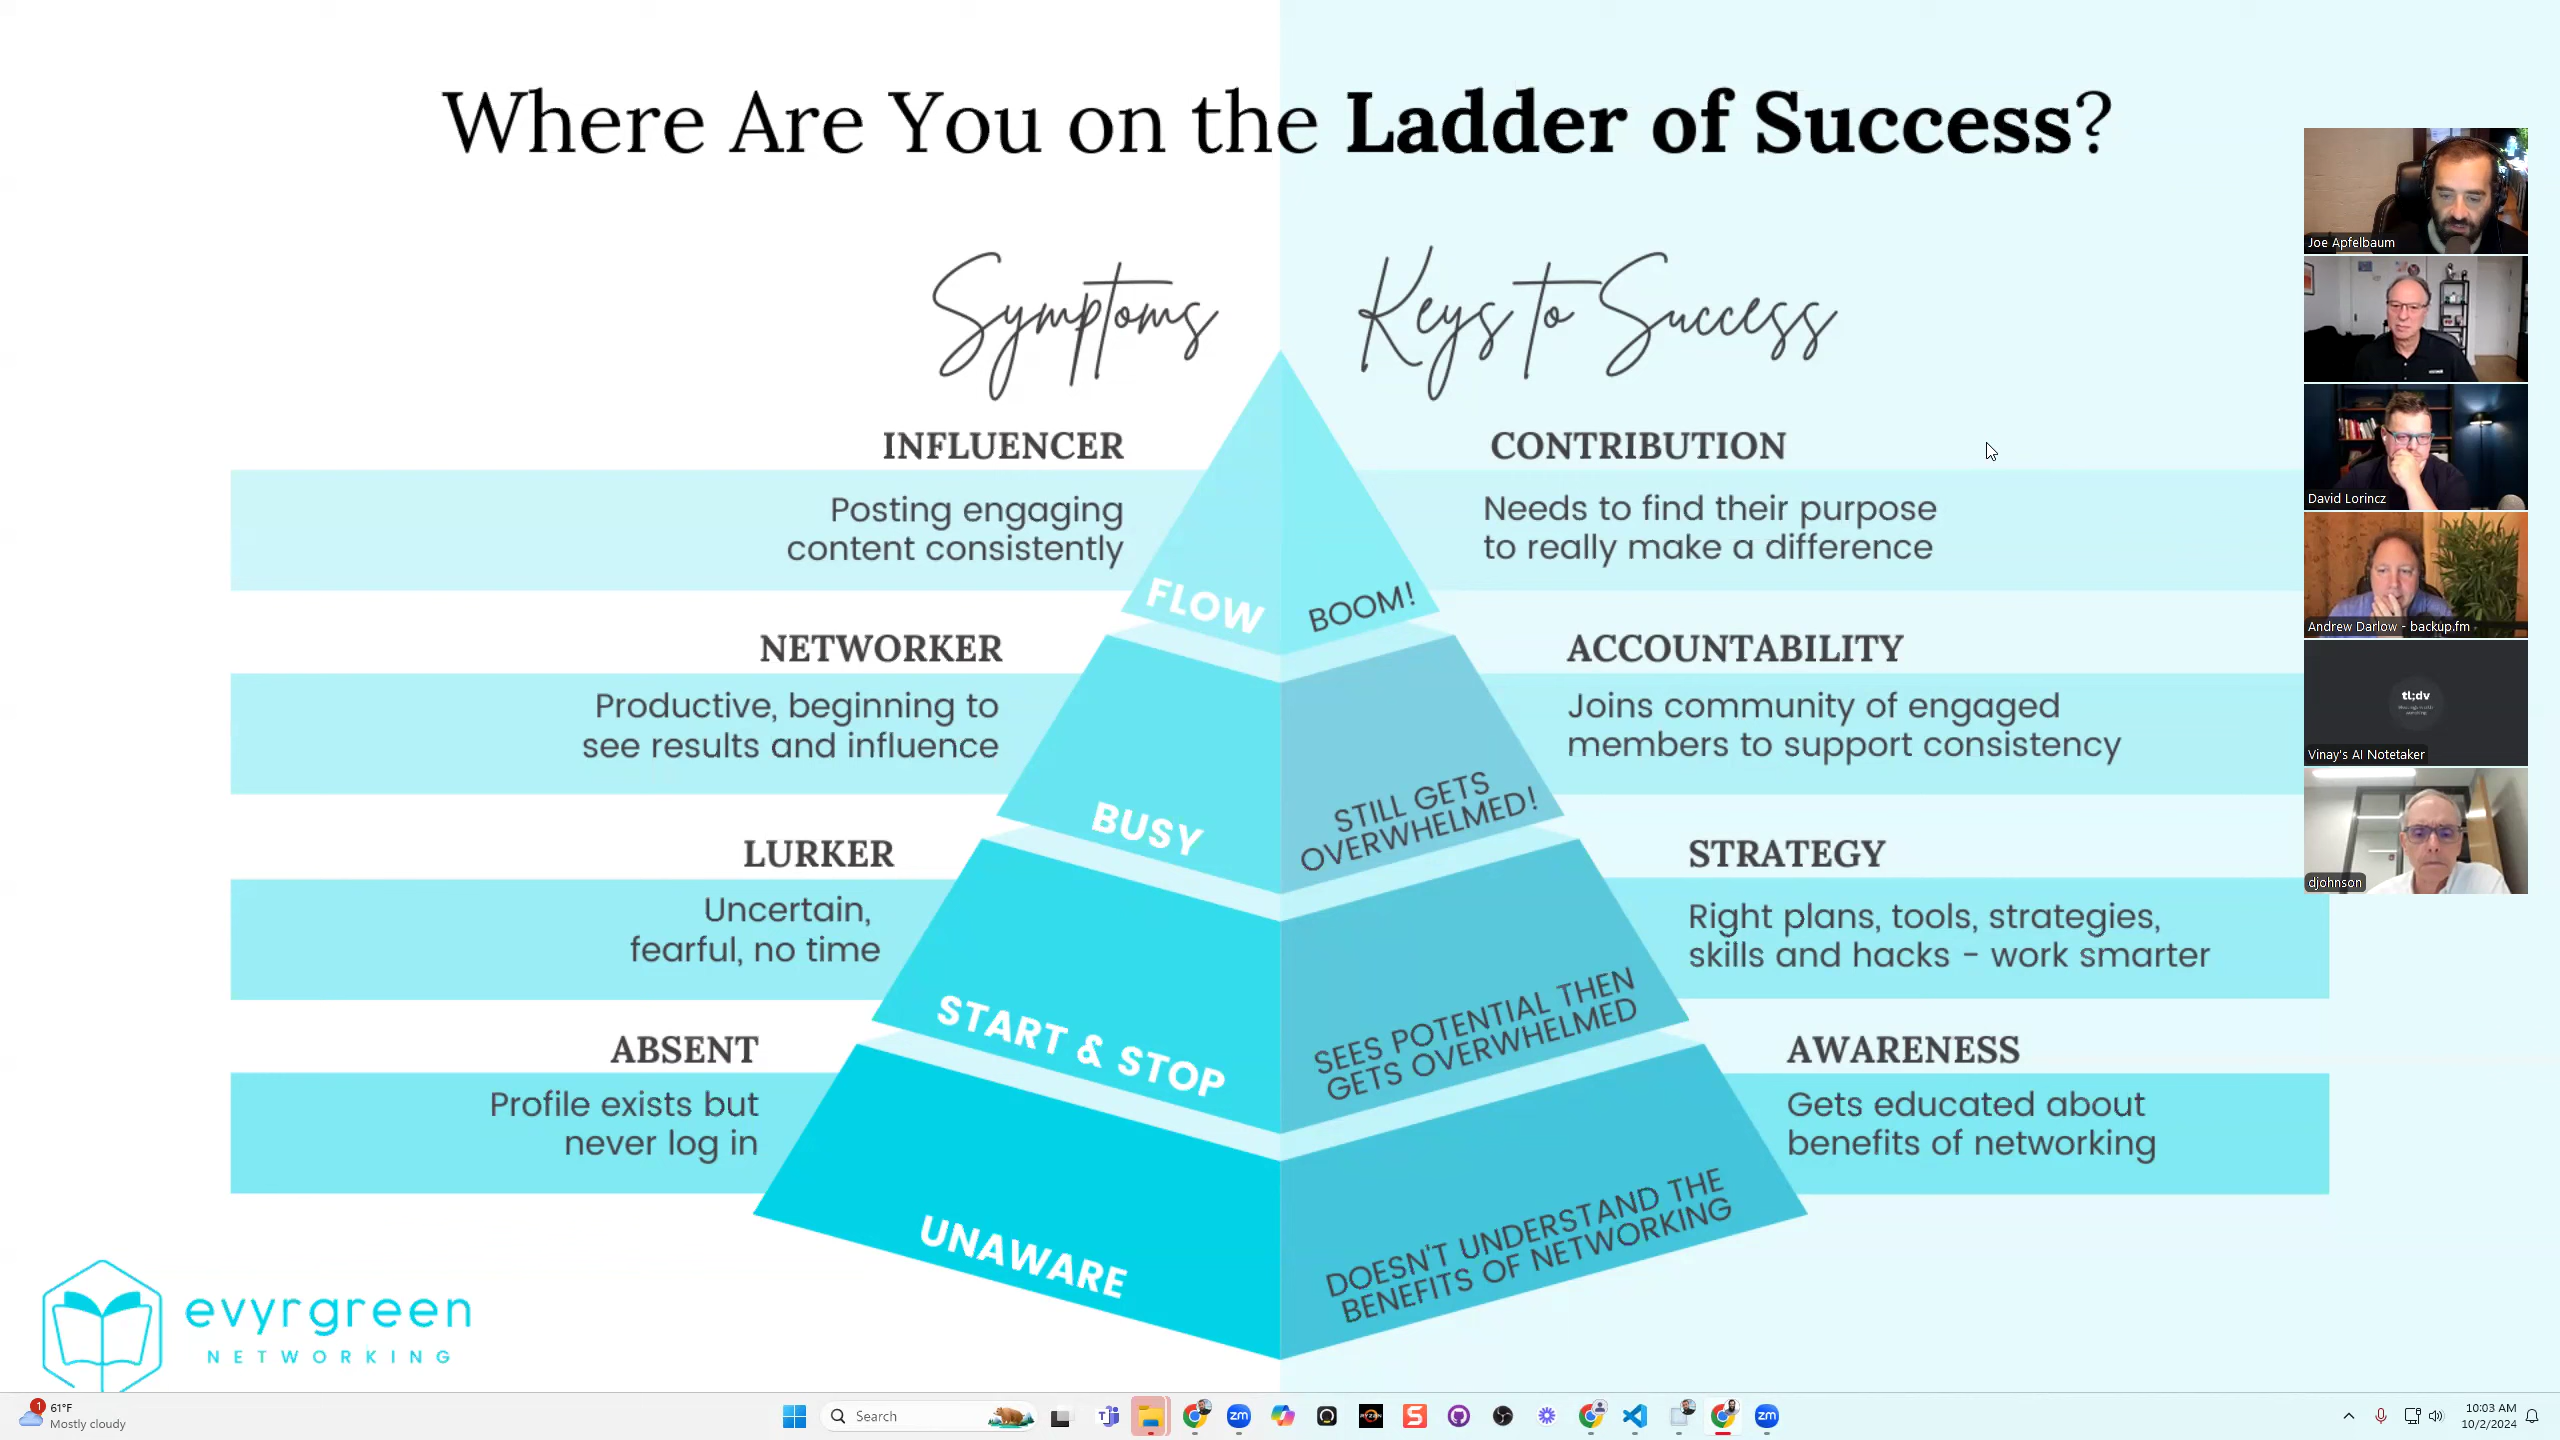 Where Are You on the Ladder of Success?
Symptoms
Keys to Success
INFLUENCER
Posting engaging
content consistently
FLOW
BOOM!
CONTRIBUTION
Needs to find their purpose
to really make a difference
NETWORKER
Productive, beginning to
see results and influence
BUSY
STILL GETS
OVERWHELMED!
ACCOUNTABILITY
Joins community of engaged
members to support consistency
LURKER
Uncertain,
fearful, no time
START & STOP
SEES POTENTIAL THEN
GETS OVERWHELMED
STRATEGY
Right plans, tools, strategies,
skills and hacks - work smarter
ABSENT
Profile exists but
never log in
UNAWARE
DOESN'T UNDERSTAND THE
BENEFITS OF NETWORKING
AWARENESS
Gets educated about
benefits of networking
evyrgreen
NETWORKING
Joe Apfelbaum
David Lorincz
Andrew Darlow - backup.fm
tl;dv
Vinay's AI Notetaker
djohnson
1
61°F
Mostly cloudy
Search
zm
RYZEN
zm
10:03 AM
10/2/2024